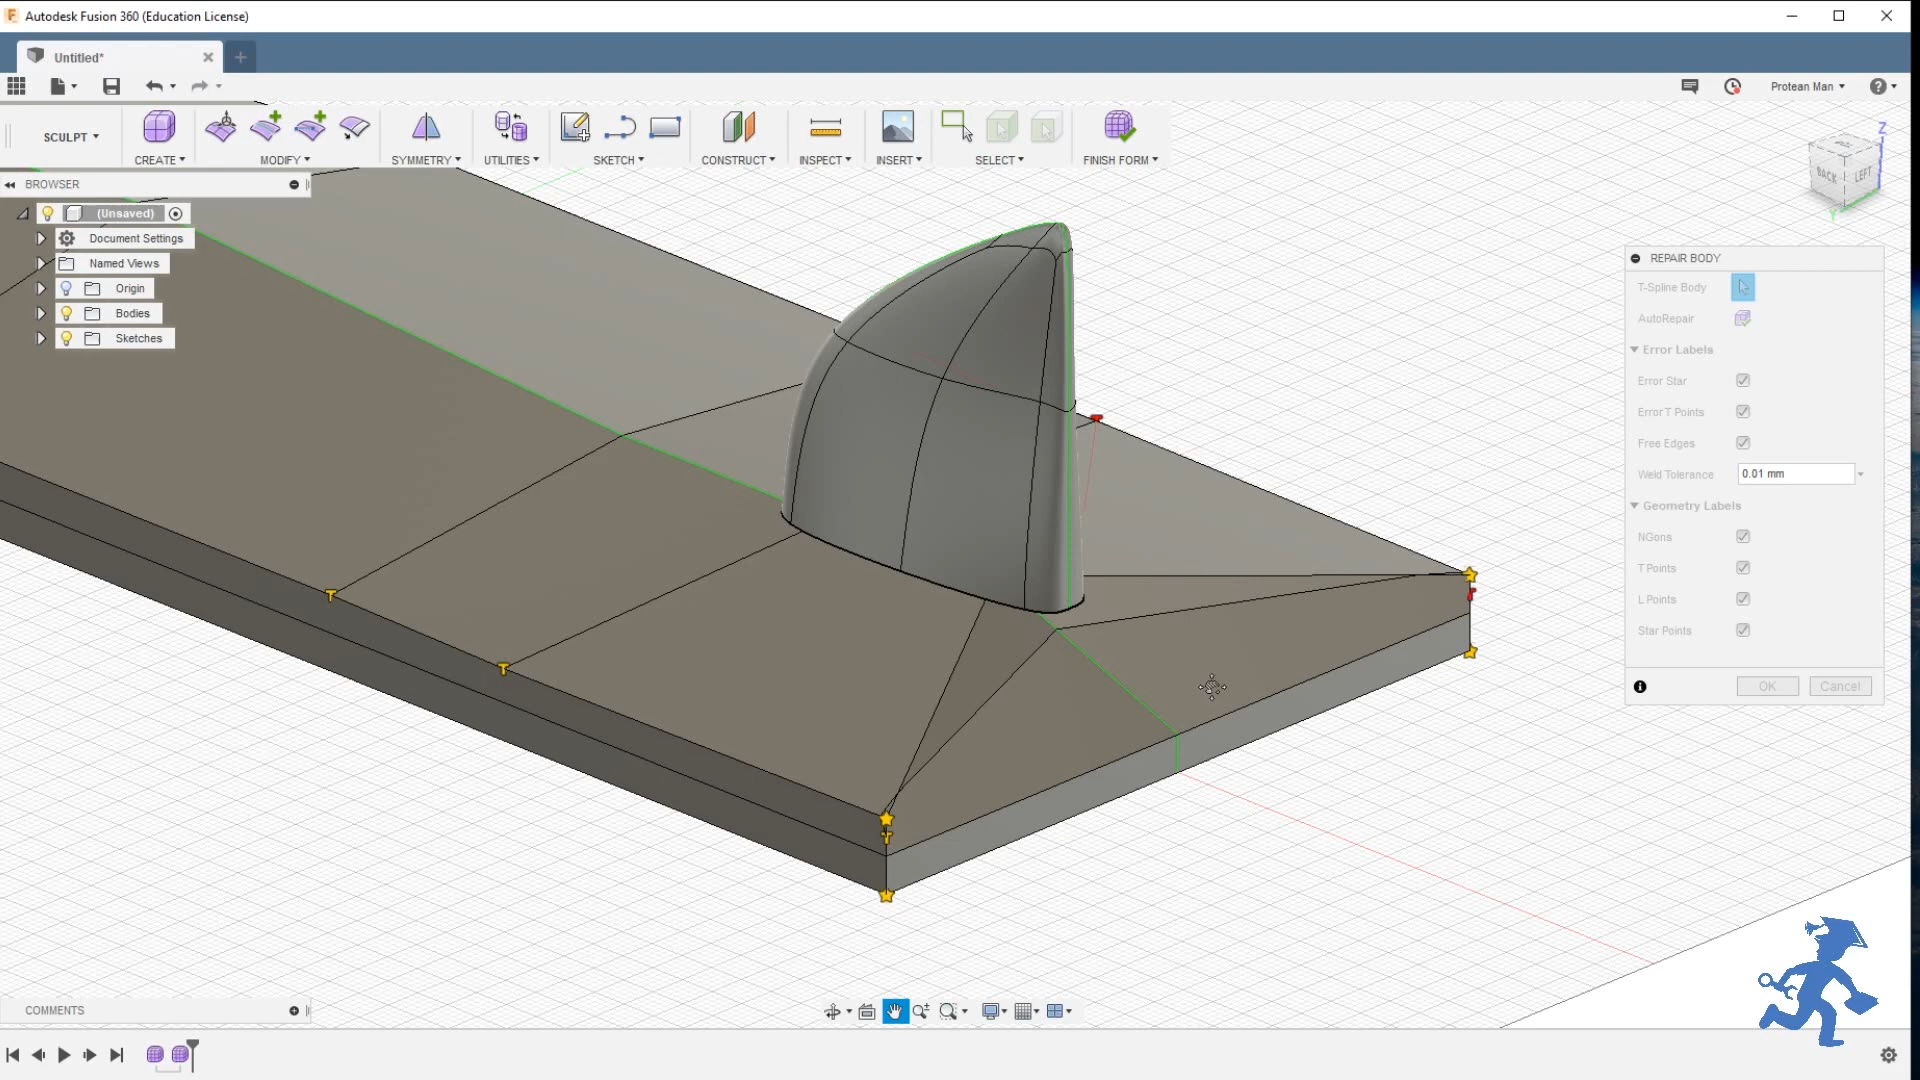 Autodesk Fusion 360 (Education License)
Untitled*
Protean Man
SCULPT
CREATE
MODIFY
SYMMETRY
UTILITIES
SKETCH
CONSTRUCT
INSPECT
INSERT
SELECT
FINISH FORM
BROWSER
(Unsaved)
Document Settings
Named Views
Origin
Bodies
Sketches
Z
BACK
LEFT
Y
REPAIR BODY
T-Spline Body
AutoRepair
Error Labels
Error Star
Error T Points
Free Edges
Weld Tolerance 0.01 mm
Geometry Labels
NGons
T Points
L Points
Star Points
OK Cancel
COMMENTS